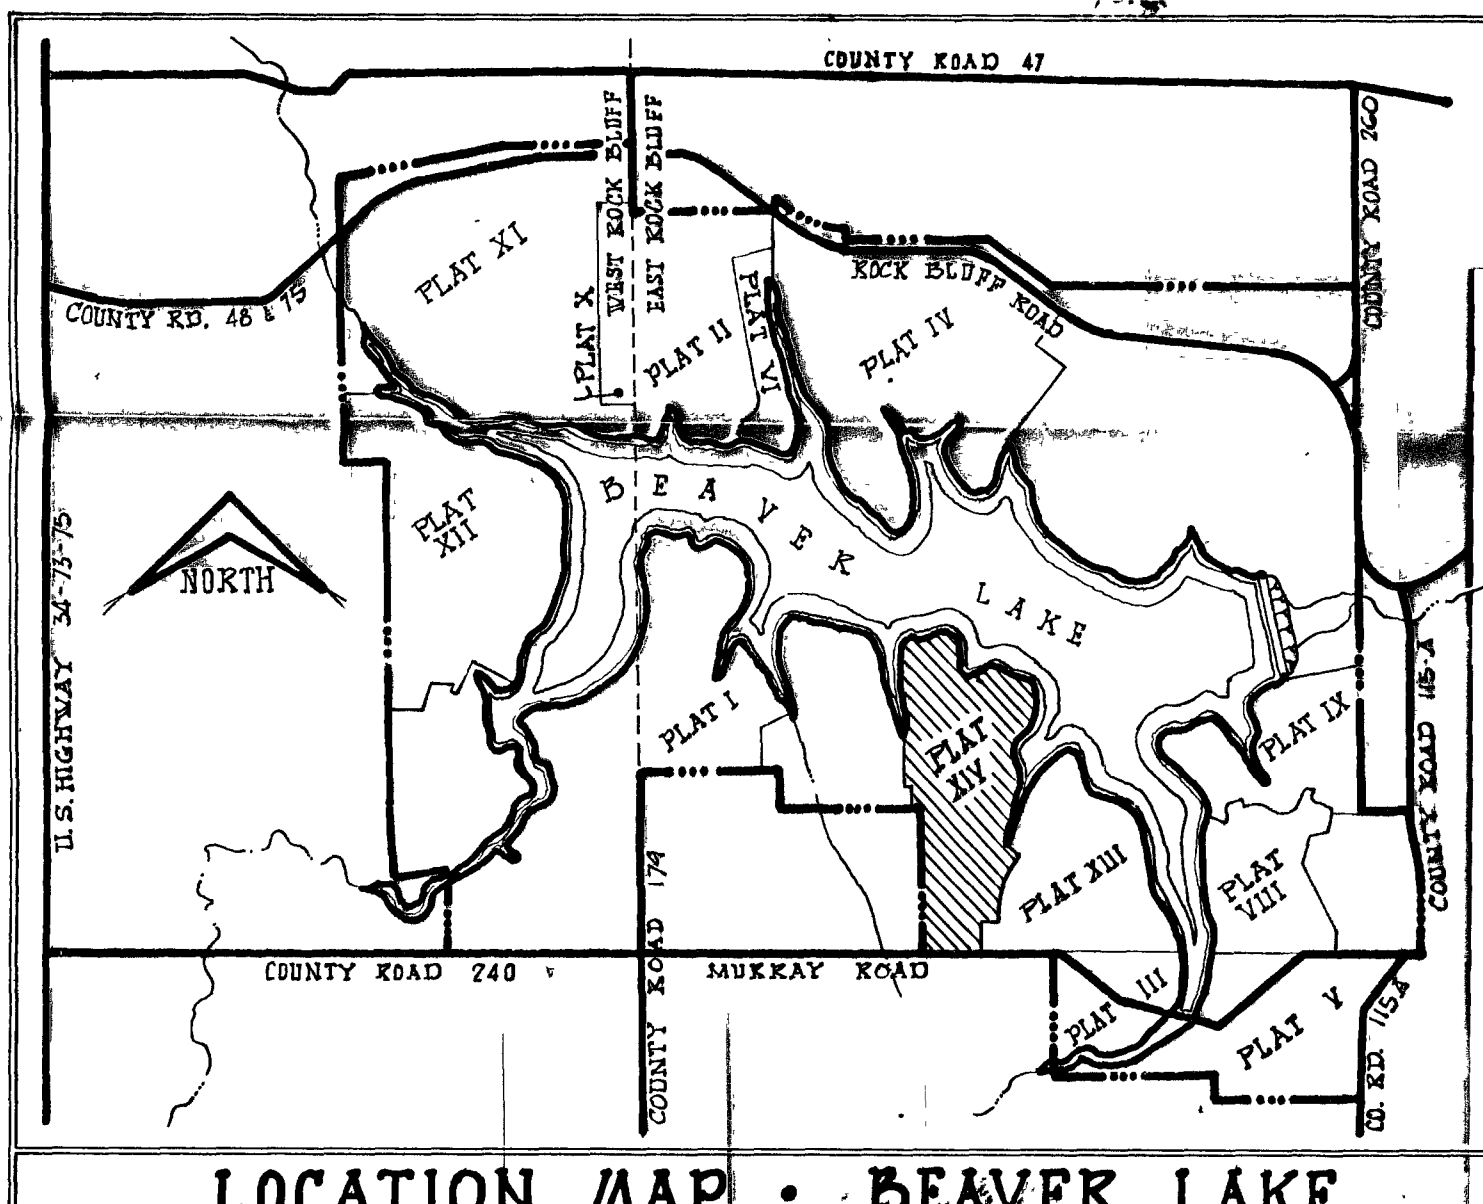 COUNTY ROAD 47
COUNTY ROAD 260
WEST ROCK BLUFF
EAST ROCK BLUFF
PLAT XI
ROCK BLUFF ROAD
COUNTY RD. 48 & 75
PLAT X
PLAT II
PLAT VI
PLAT IV
BEAVER LAKE
PLAT
XII
NORTH
U.S. HIGHWAY 34-73-75
PLAT I
PLAT
XIV
PLAT IX
COUNTY ROAD 115-A
PLAT XIII
PLAT
VIII
COUNTY ROAD 240
MURRAY ROAD
COUNTY ROAD 179
PLAT III
PLAT V
CO. RD. 115A
LOCATION MAP • BEAVER LAKE